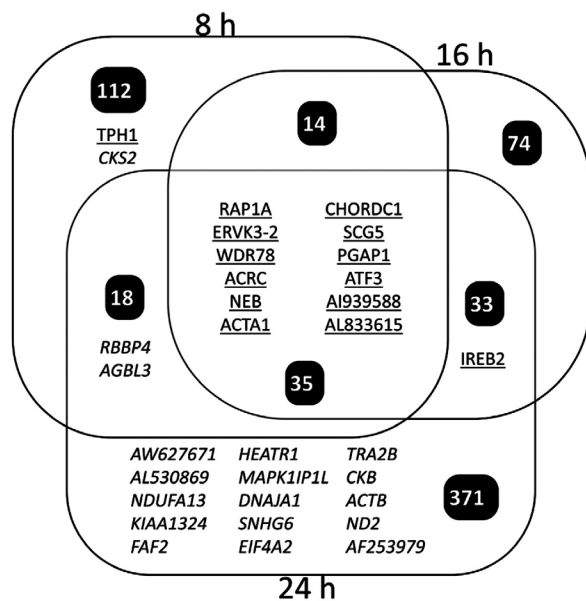 8 h
16 h
112
14
74
TPH1
CKS2
RAP1A CHORDC1
ERVK3-2 SCG5
WDR78 PGAP1
ACRC ATF3
NEB AI939588
ACTA1 AL833615
18
33
RBBP4
AGBL3
IREB2
35
AW627671 HEATR1 TRA2B
AL530869 MAPK1IP1L CKB
NDUFA13 DNAJA1 ACTB
KIAA1324 SNHG6 ND2
FAF2 EIF4A2 AF253979
371
24 h